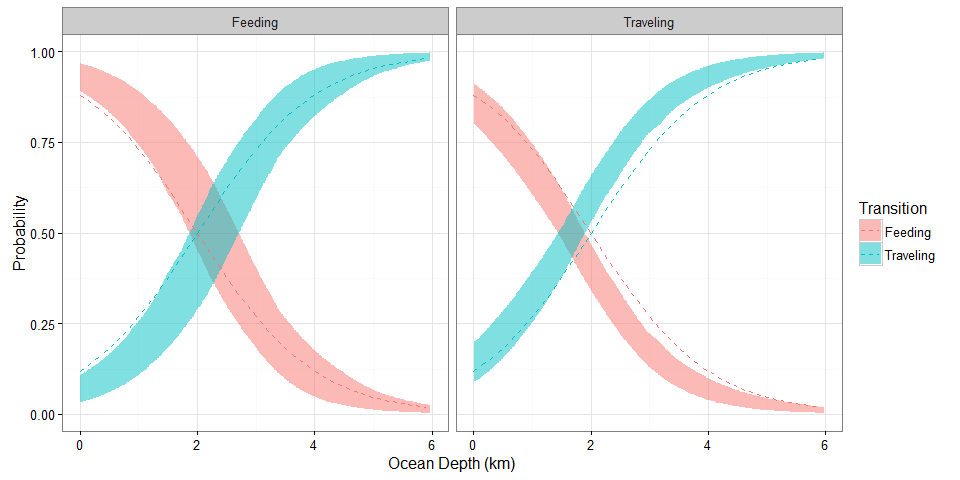 Feeding
Traveling
1.00
0.75
0.50
0.25
0.00
Probability
0 2 4 6
0 2 4 6
Ocean Depth (km)
Transition
Feeding
Traveling